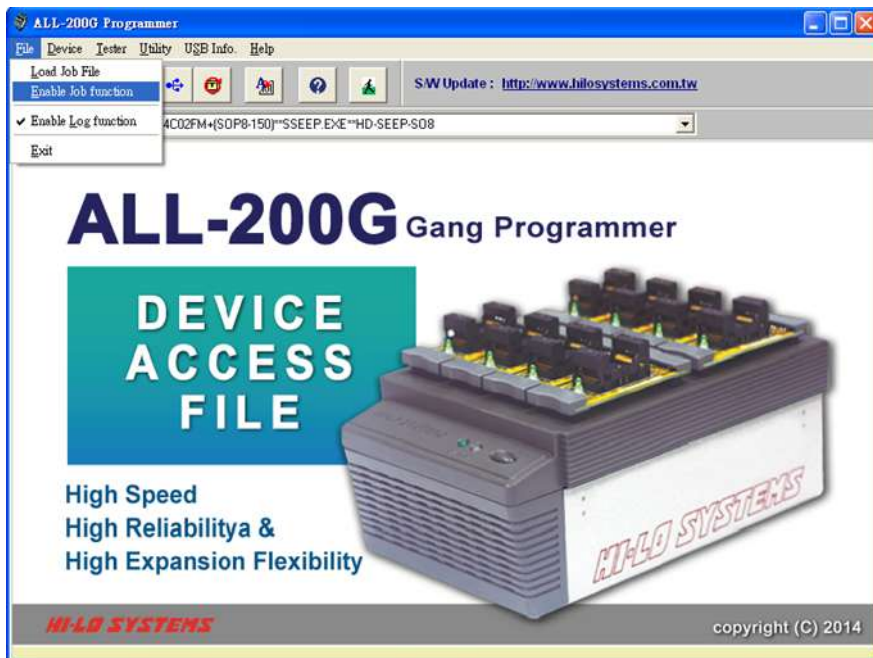 ALL-200G Programmer
File Device Tester Utility USB Info. Help
Load Job File
Enable Job function
Enable Log function
Exit
S/W Update : http://www.hilosystems.com.tw
4C02FM+(SOP8-150)**SSEEP.EXE**HD-SEEP-SO8
ALL-200G Gang Programmer
DEVICE
ACCESS
FILE
High Speed
High Reliabilitya &
High Expansion Flexibility
HI-LO SYSTEMS
HI-LO SYSTEMS
copyright (C) 2014